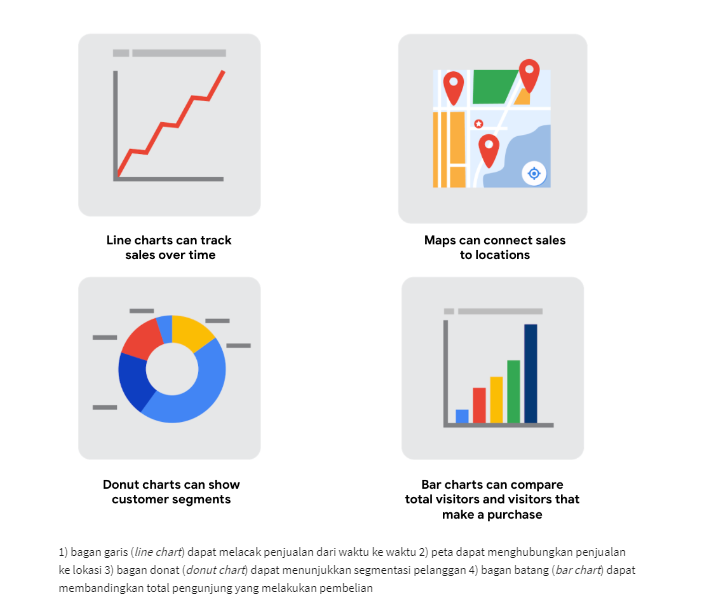 Line charts can track
sales over time
Maps can connect sales
to locations
Donut charts can show
customer segments
Bar charts can compare
total visitors and visitors that
make a purchase
1) bagan garis (line chart) dapat melacak penjualan dari waktu ke waktu 2) peta dapat menghubungkan penjualan
ke lokasi 3) bagan donat (donut chart) dapat menunjukkan segmentasi pelanggan 4) bagan batang (bar chart) dapat
membandingkan total pengunjung yang melakukan pembelian